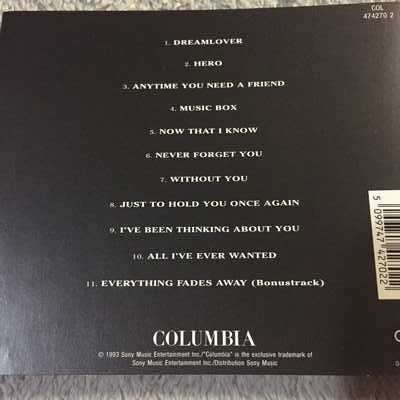 COL
474270 2
1. DREAMLOVER
2. HERO
3. ANYTIME YOU NEED A FRIEND
4. MUSIC BOX
5. NOW THAT I KNOW
6. NEVER FORGET YOU
7. WITHOUT YOU
8. JUST TO HOLD YOU ONCE AGAIN
9. I'VE BEEN THINKING ABOUT YOU
10. ALL I'VE EVER WANTED
11. EVERYTHING FADES AWAY (Bonustrack)
5 099747 427022
COLUMBIA
© 1993 Sony Music Entertainment Inc./"Columbia" is the exclusive trademark of
Sony Music Entertainment Inc./Distribution Sony Music